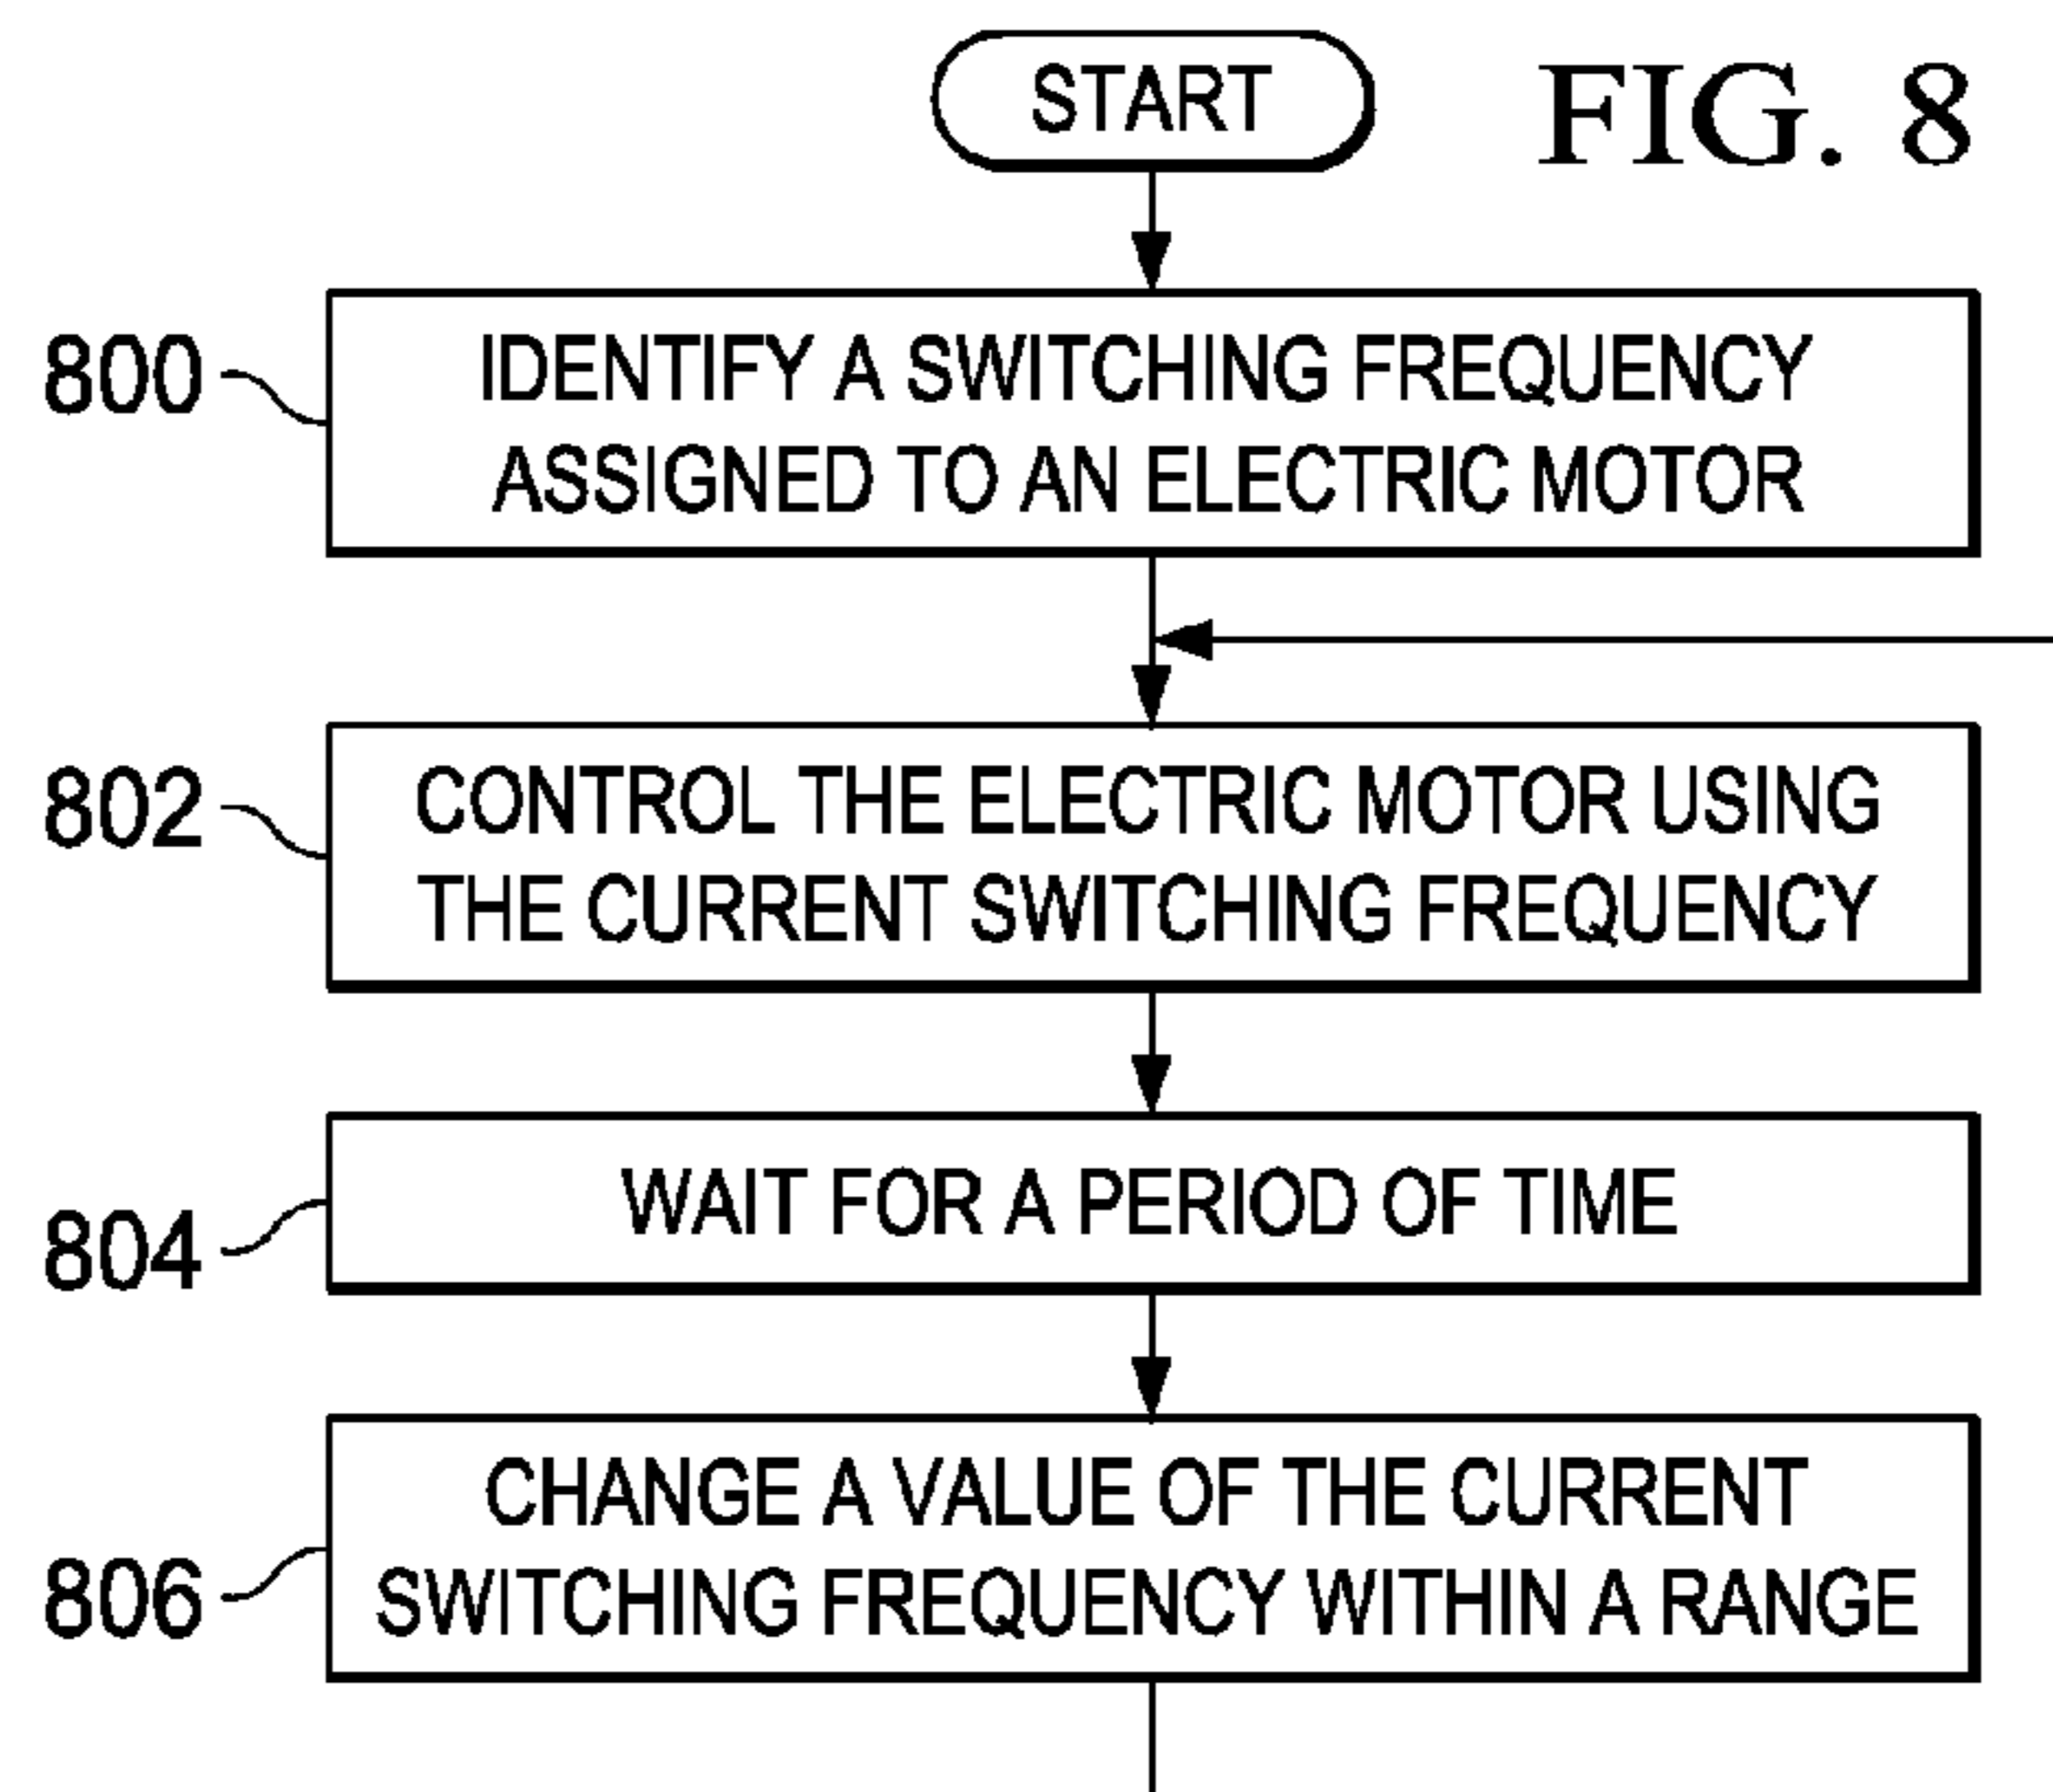 START
FIG. 8
800
IDENTIFY A SWITCHING FREQUENCY
ASSIGNED TO AN ELECTRIC MOTOR
802
CONTROL THE ELECTRIC MOTOR USING
THE CURRENT SWITCHING FREQUENCY
804
WAIT FOR A PERIOD OF TIME
806
CHANGE A VALUE OF THE CURRENT
SWITCHING FREQUENCY WITHIN A RANGE